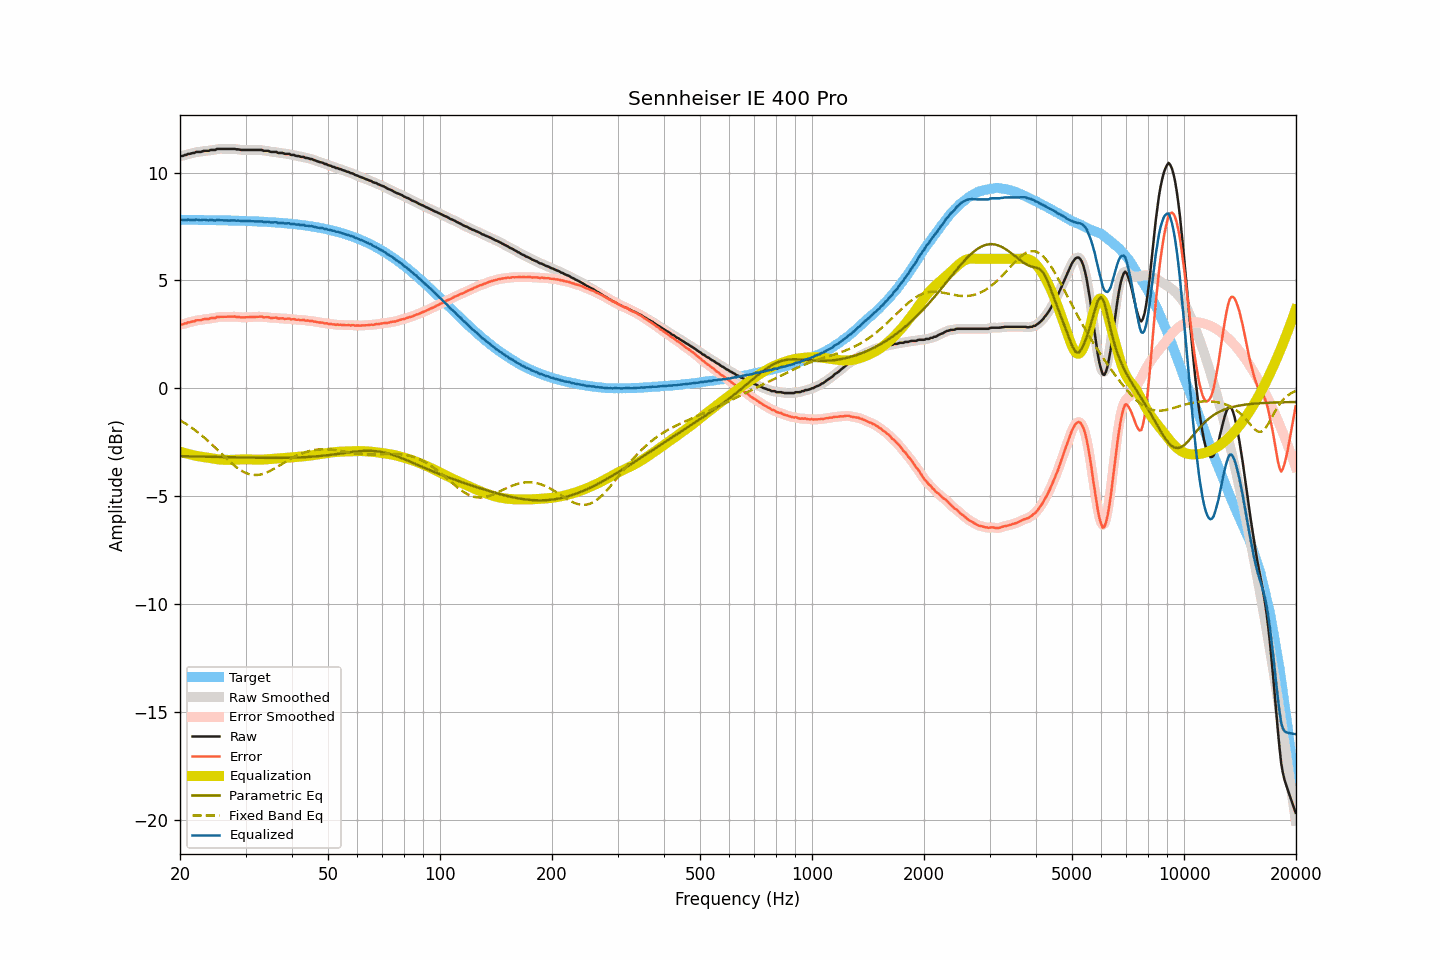 Sennheiser IE 400 Pro
10
5
0
−5
−10
−15
−20
Amplitude (dBr)
Target
Raw Smoothed
Error Smoothed
Raw
Error
Equalization
Parametric Eq
Fixed Band Eq
Equalized
20 50 100 200 500 1000 2000 5000 10000 20000
Frequency (Hz)